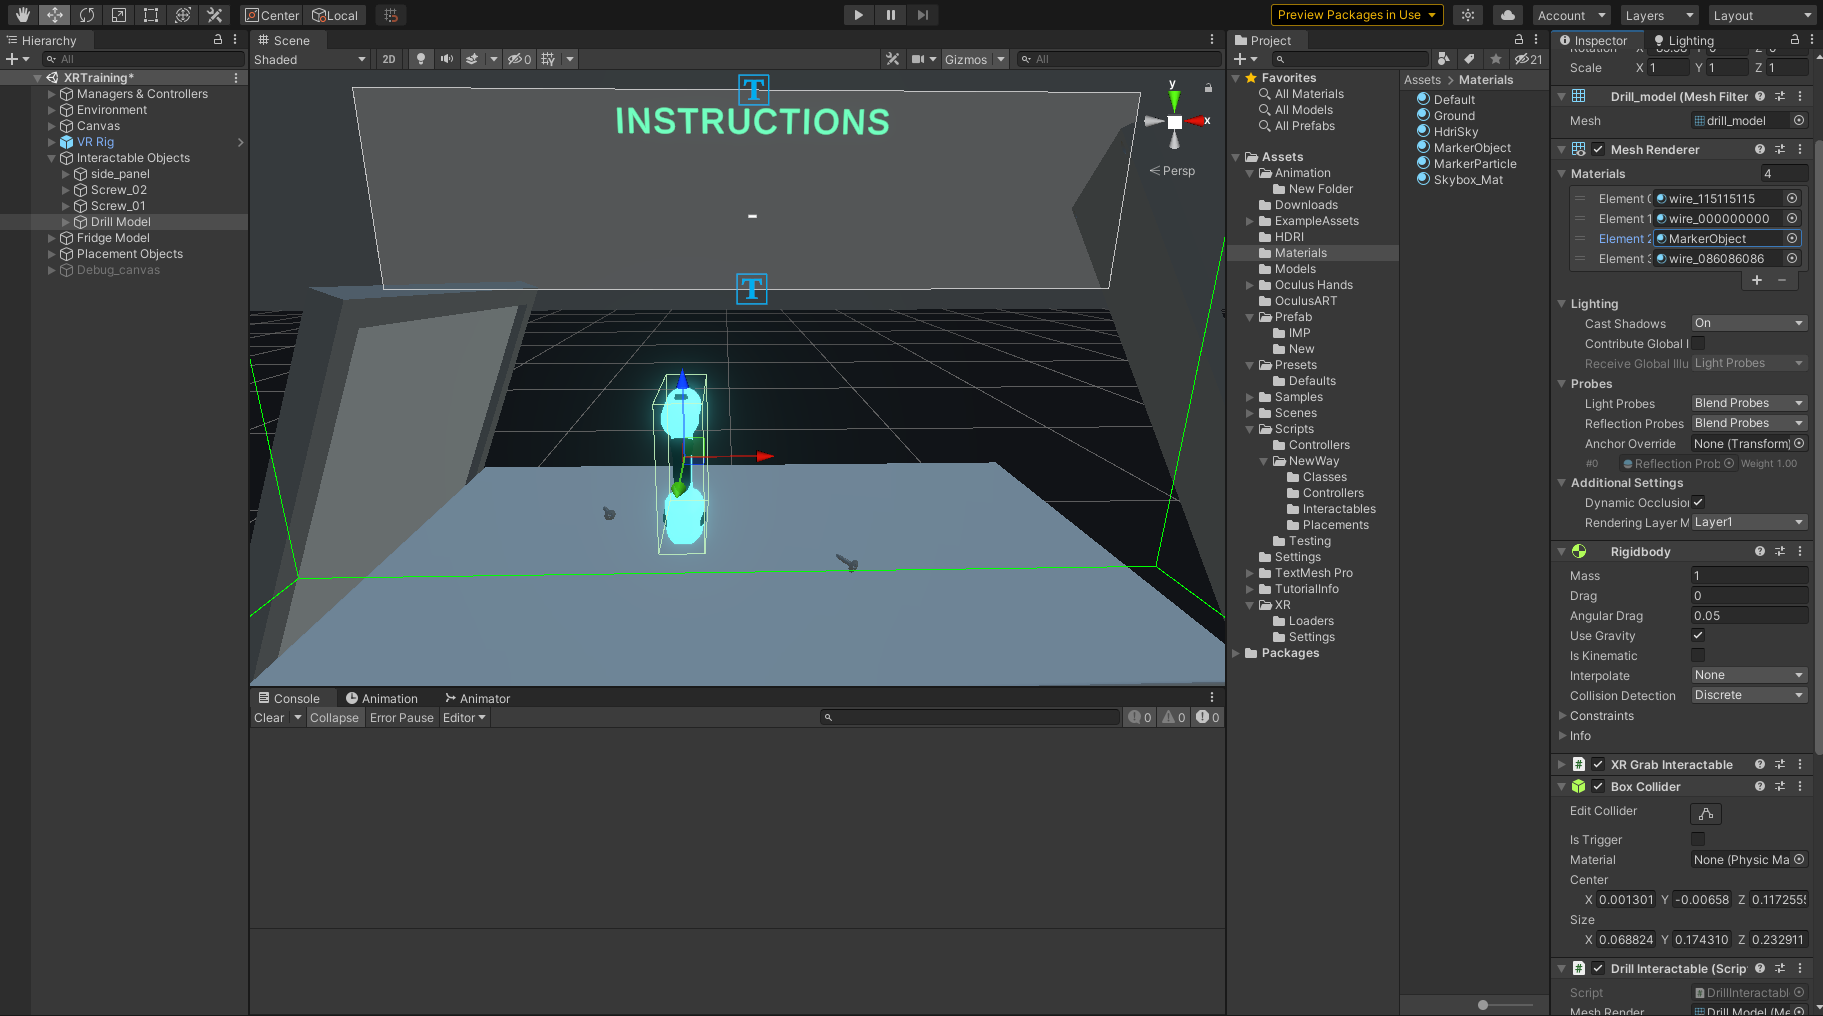 Center Local Preview Packages in Use Account Layers Layout
Hierarchy
All
XRTraining*
Managers & Controllers
Environment
Canvas
VR Rig
Interactable Objects
side_panel
Screw_02
Screw_01
Drill Model
Fridge Model
Placement Objects
Debug_canvas
Scene
Shaded 2D 0 Gizmos All
INSTRUCTIONS
-
T
T
y
x
Persp
Console Animation Animator
Clear Collapse Error Pause Editor 0 0 0
Project
21
Favorites
All Materials
All Models
All Prefabs
Assets
Animation
New Folder
Downloads
ExampleAssets
HDRI
Materials
Models
Oculus Hands
OculusART
Prefab
IMP
New
Presets
Defaults
Samples
Scenes
Scripts
Controllers
NewWay
Classes
Controllers
Interactables
Placements
Testing
Settings
TextMesh Pro
TutorialInfo
XR
Loaders
Settings
Packages
Assets > Materials
Default
Ground
HdriSky
MarkerObject
MarkerParticle
Skybox_Mat
Inspector Lighting
Scale X 1 Y 1 Z 1
Drill_model (Mesh Filter
Mesh drill_model
Mesh Renderer
Materials 4
Element 0 wire_115115115
Element 1 wire_000000000
Element 2 MarkerObject
Element 3 wire_086086086
+ −
Lighting
Cast Shadows On
Contribute Global I
Receive Global Illu Light Probes
Probes
Light Probes Blend Probes
Reflection Probes Blend Probes
Anchor Override None (Transform)
#0 Reflection Prob Weight 1.00
Additional Settings
Dynamic Occlusion
Rendering Layer M Layer1
Rigidbody
Mass 1
Drag 0
Angular Drag 0.05
Use Gravity
Is Kinematic
Interpolate None
Collision Detection Discrete
Constraints
Info
XR Grab Interactable
Box Collider
Edit Collider
Is Trigger
Material None (Physic Ma
Center
X 0.001301 Y -0.00658 Z 0.117255
Size
X 0.068824 Y 0.174310 Z 0.232911
Drill Interactable (Scrip
Script DrillInteractabl
Mesh Render Drill Model (Me